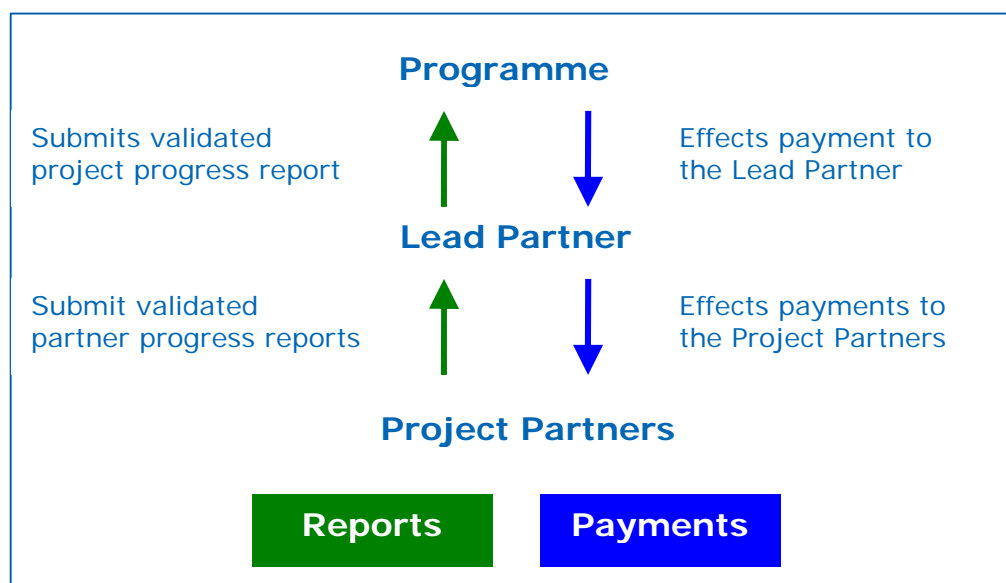 Programme
Submits validated
project progress report
Effects payment to
the Lead Partner
Lead Partner
Submit validated
partner progress reports
Effects payments to
the Project Partners
Project Partners
Reports
Payments